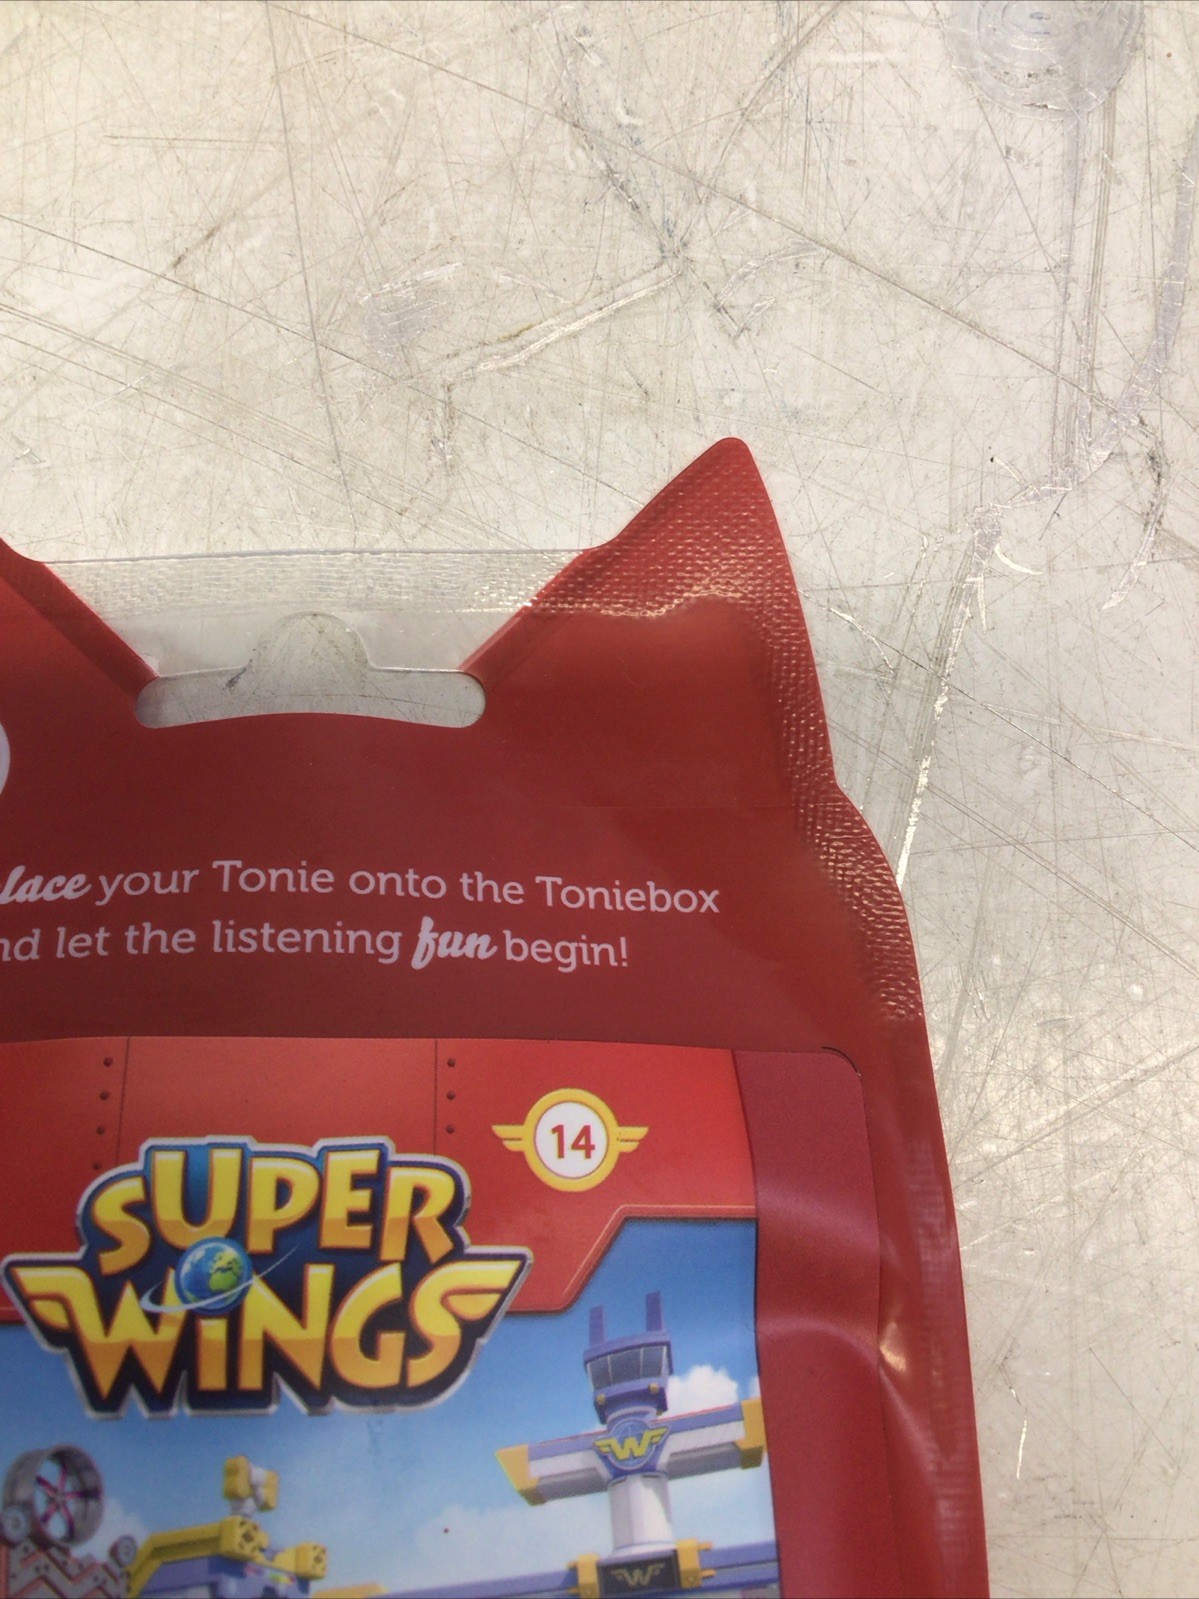 lace your Tonie onto the Toniebox
nd let the listening fun begin!
14
SUPER
WiNGS
W
W